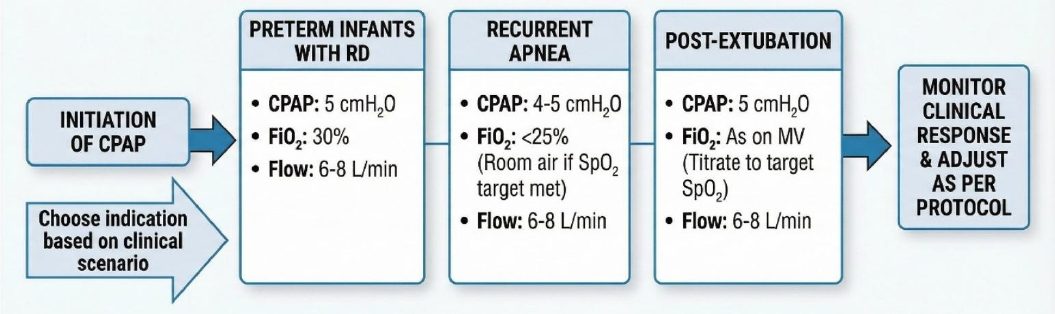 INITIATION
OF CPAP
Choose indication
based on clinical
scenario
PRETERM INFANTS
WITH RD
• CPAP: 5 cmH₂O
• FiO₂: 30%
• Flow: 6-8 L/min
RECURRENT
APNEA
• CPAP: 4-5 cmH₂O
• FiO₂: <25%
(Room air if SpO₂
target met)
• Flow: 6-8 L/min
POST-EXTUBATION
• CPAP: 5 cmH₂O
• FiO₂: As on MV
(Titrate to target
SpO₂)
• Flow: 6-8 L/min
MONITOR
CLINICAL
RESPONSE
& ADJUST
AS PER
PROTOCOL